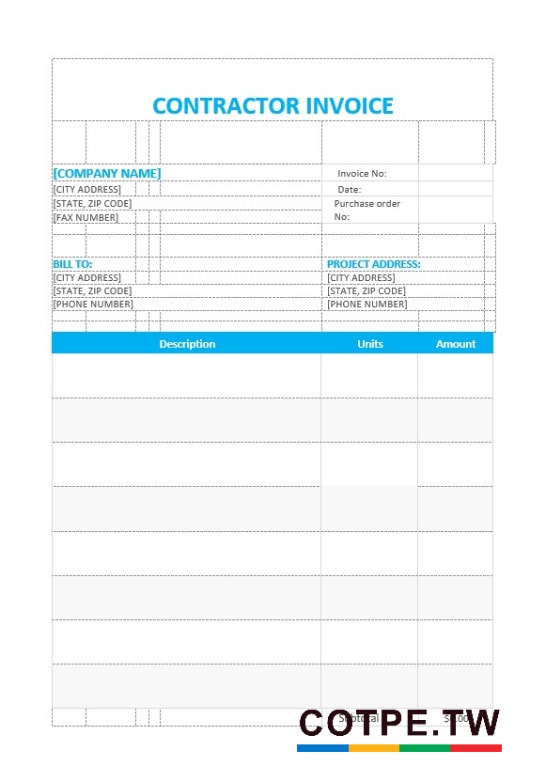 CONTRACTOR INVOICE
[COMPANY NAME]
Invoice No:
[CITY ADDRESS]
Date:
[STATE, ZIP CODE]
Purchase order
[FAX NUMBER]
No:
BILL TO:
PROJECT ADDRESS:
[CITY ADDRESS]
[CITY ADDRESS]
[STATE, ZIP CODE]
[STATE, ZIP CODE]
[PHONE NUMBER]
[PHONE NUMBER]
Description Units Amount
Subtotal
COTPE.TW